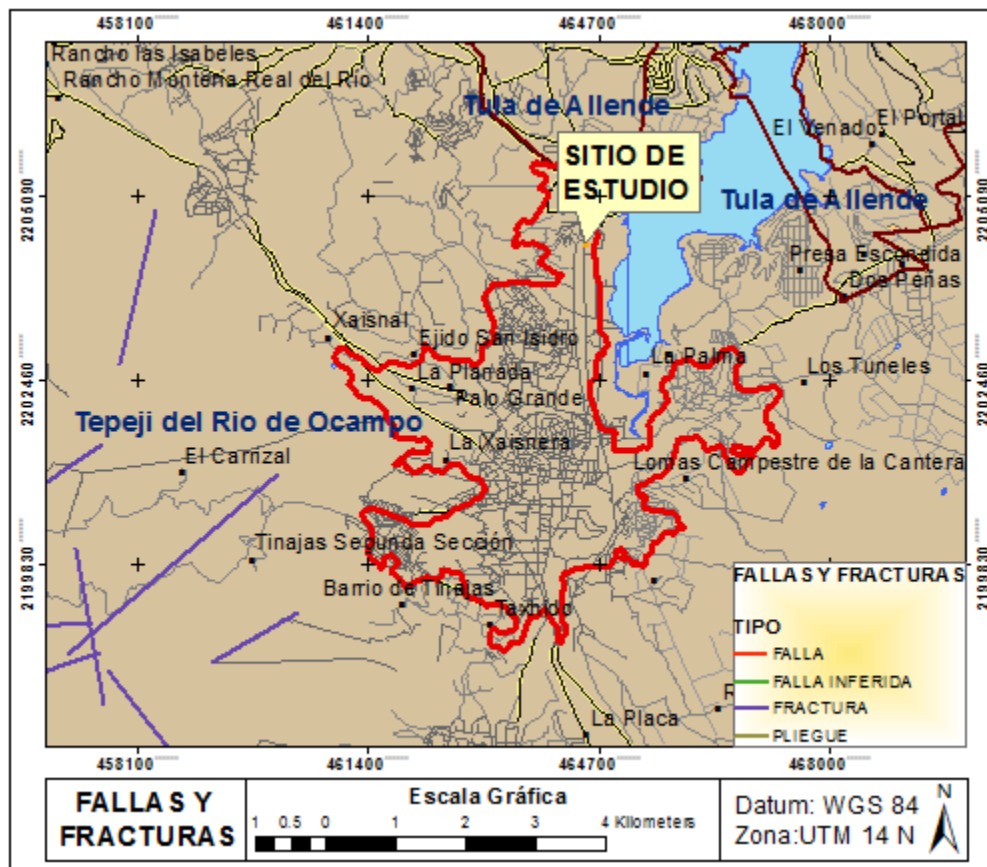 458100 461400 464700 468000
Rancho las Isabeles
Rancho Montería Real del Río
Tula de Allende
El Venado
El Portal
SITIO DE
ESTUDIO
2206090
2206090
Tula de Allende
Presa Escondida
Dos Peñas
Xaisnal
Ejido San Isidro
La Palma
La Planada
Los Tuneles
2202460
2202460
Palo Grande
Tepeji del Rio de Ocampo
La Xaisnera
El Carrizal
Lomas Campestre de la Cantera
Tinajas Segunda Sección
2199830
2199830
FALLAS Y FRACTURAS
Barrio de Tinajas
Taxhido
TIPO
FALLA
FALLA INFERIDA
FRACTURA
La Placa
PLIEGUE
458100 461400 464700 468000
FALLAS Y
FRACTURAS
Escala Gráfica
1 0.5 0 1 2 3 4 Kilometers
Datum: WGS 84
Zona:UTM 14 N
N